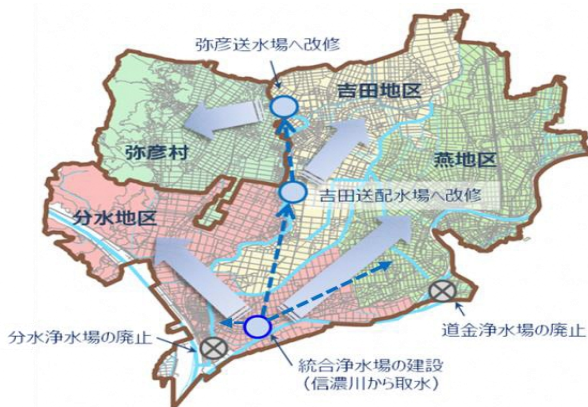 弥彦送水場へ改修
吉田地区
弥彦村
燕地区
吉田送配水場へ改修
分水地区
分水浄水場の廃止
道金浄水場の廃止
統合浄水場の建設
(信濃川から取水)